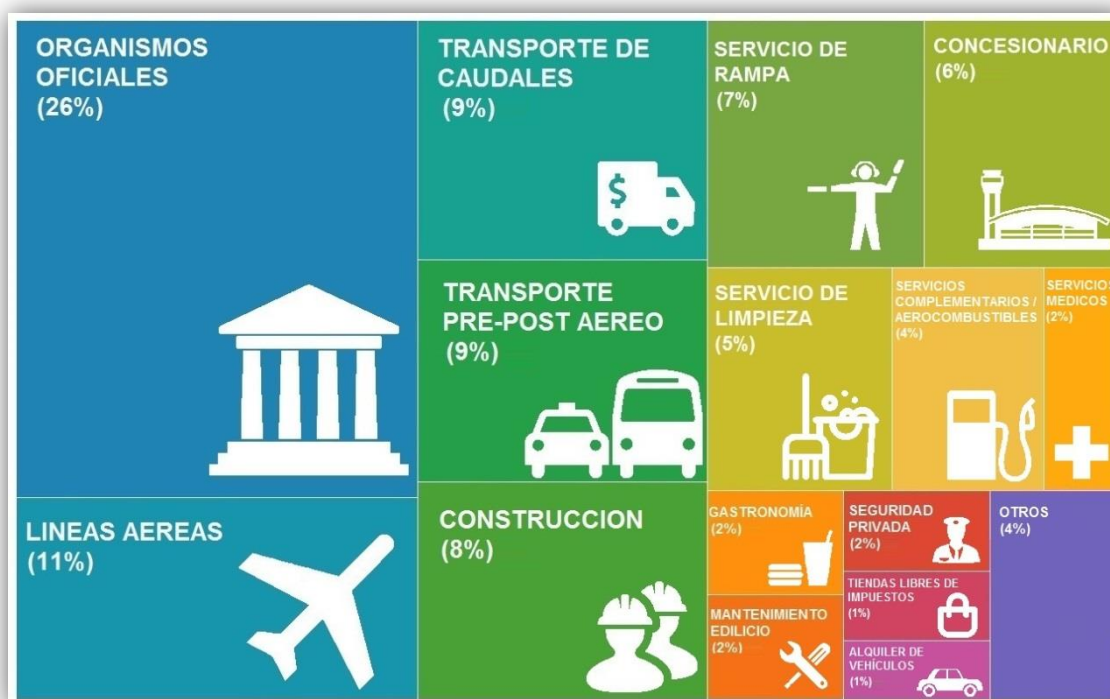 ORGANISMOS
OFICIALES
(26%)
LINEAS AEREAS
(11%)
TRANSPORTE DE
CAUDALES
(9%)
$
TRANSPORTE
PRE-POST AEREO
(9%)
CONSTRUCCION
(8%)
SERVICIO DE
RAMPA
(7%)
CONCESIONARIO
(6%)
SERVICIO DE
LIMPIEZA
(5%)
SERVICIOS
COMPLEMENTARIOS /
AEROCOMBUSTIBLES
(4%)
SERVICIOS
MEDICOS
(2%)
GASTRONOMÍA
(2%)
MANTENIMIENTO
EDILICIO
(2%)
SEGURIDAD
PRIVADA
(2%)
TIENDAS LIBRES DE
IMPUESTOS
(1%)
ALQUILER DE
VEHÍCULOS
(1%)
OTROS
(4%)